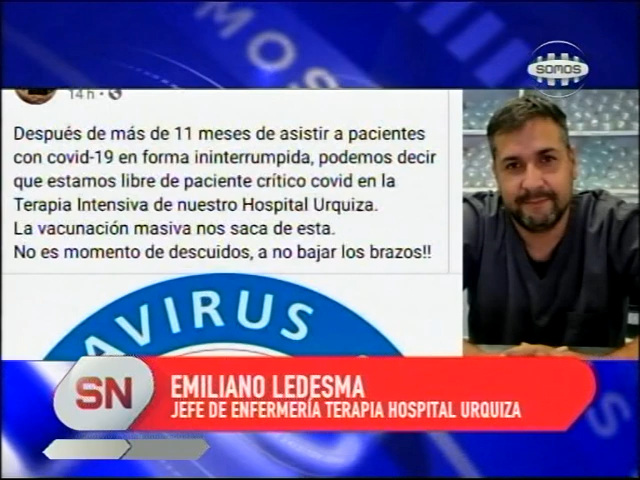 MOS
SOMOS
14 h
Después de más de 11 meses de asistir a pacientes
con covid-19 en forma ininterrumpida, podemos decir
que estamos libre de paciente crítico covid en la
Terapia Intensiva de nuestro Hospital Urquiza.
La vacunación masiva nos saca de esta.
No es momento de descuidos, a no bajar los brazos!!
AVIRUS
SN
EMILIANO LEDESMA
JEFE DE ENFERMERÍA TERAPIA HOSPITAL URQUIZA